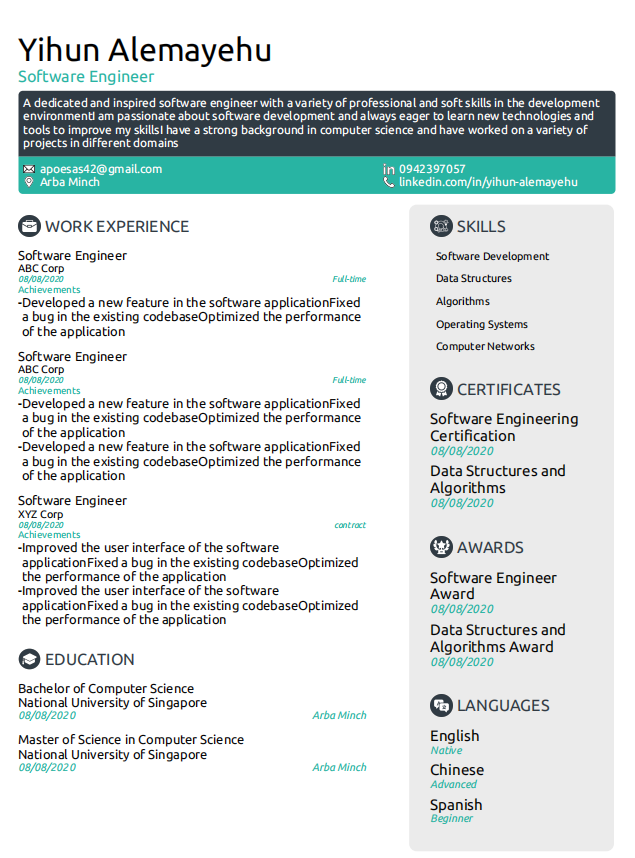 Yihun Alemayehu
Software Engineer
A dedicated and inspired software engineer with a variety of professional and soft skills in the development
environmentI am passionate about software development and always eager to learn new technologies and
tools to improve my skillsI have a strong background in computer science and have worked on a variety of
projects in different domains
apoesas42@gmail.com
Arba Minch
0942397057
linkedin.com/in/yihun-alemayehu
WORK EXPERIENCE
Software Engineer
ABC Corp
08/08/2020 Full-time
Achievements
-Developed a new feature in the software applicationFixed
a bug in the existing codebaseOptimized the performance
of the application
Software Engineer
ABC Corp
08/08/2020 Full-time
Achievements
-Developed a new feature in the software applicationFixed
a bug in the existing codebaseOptimized the performance
of the application
-Developed a new feature in the software applicationFixed
a bug in the existing codebaseOptimized the performance
of the application
Software Engineer
XYZ Corp
08/08/2020 contract
Achievements
-Improved the user interface of the software
applicationFixed a bug in the existing codebaseOptimized
the performance of the application
-Improved the user interface of the software
applicationFixed a bug in the existing codebaseOptimized
the performance of the application
EDUCATION
Bachelor of Computer Science
National University of Singapore
08/08/2020 Arba Minch
Master of Science in Computer Science
National University of Singapore
08/08/2020 Arba Minch
SKILLS
Software Development
Data Structures
Algorithms
Operating Systems
Computer Networks
CERTIFICATES
Software Engineering
Certification
08/08/2020
Data Structures and
Algorithms
08/08/2020
AWARDS
Software Engineer
Award
08/08/2020
Data Structures and
Algorithms Award
08/08/2020
LANGUAGES
English
Native
Chinese
Advanced
Spanish
Beginner